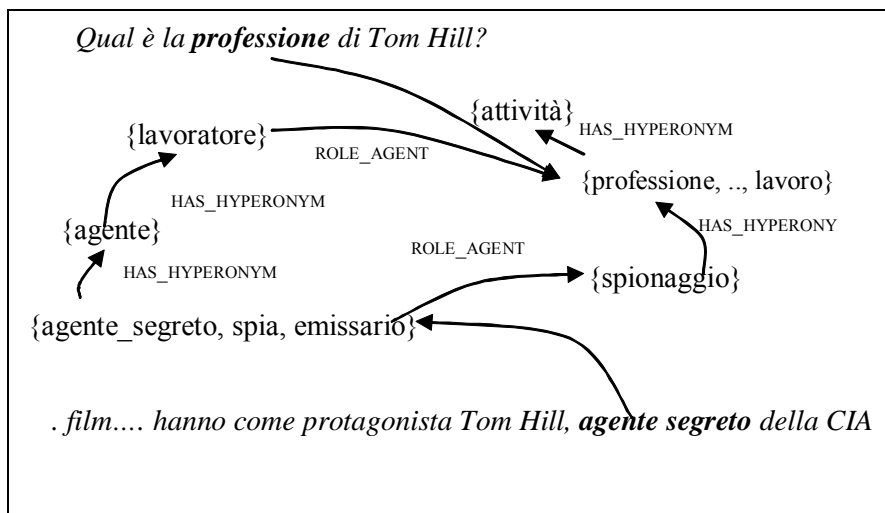 Qual è la professione di Tom Hill?
{attività}
HAS_HYPERONYM
{lavoratore}
ROLE_AGENT
{professione, .., lavoro}
HAS_HYPERONYM
HAS_HYPERONY
{agente}
ROLE_AGENT
HAS_HYPERONYM
{spionaggio}
{agente_segreto, spia, emissario}
. film.... hanno come protagonista Tom Hill, agente segreto della CIA